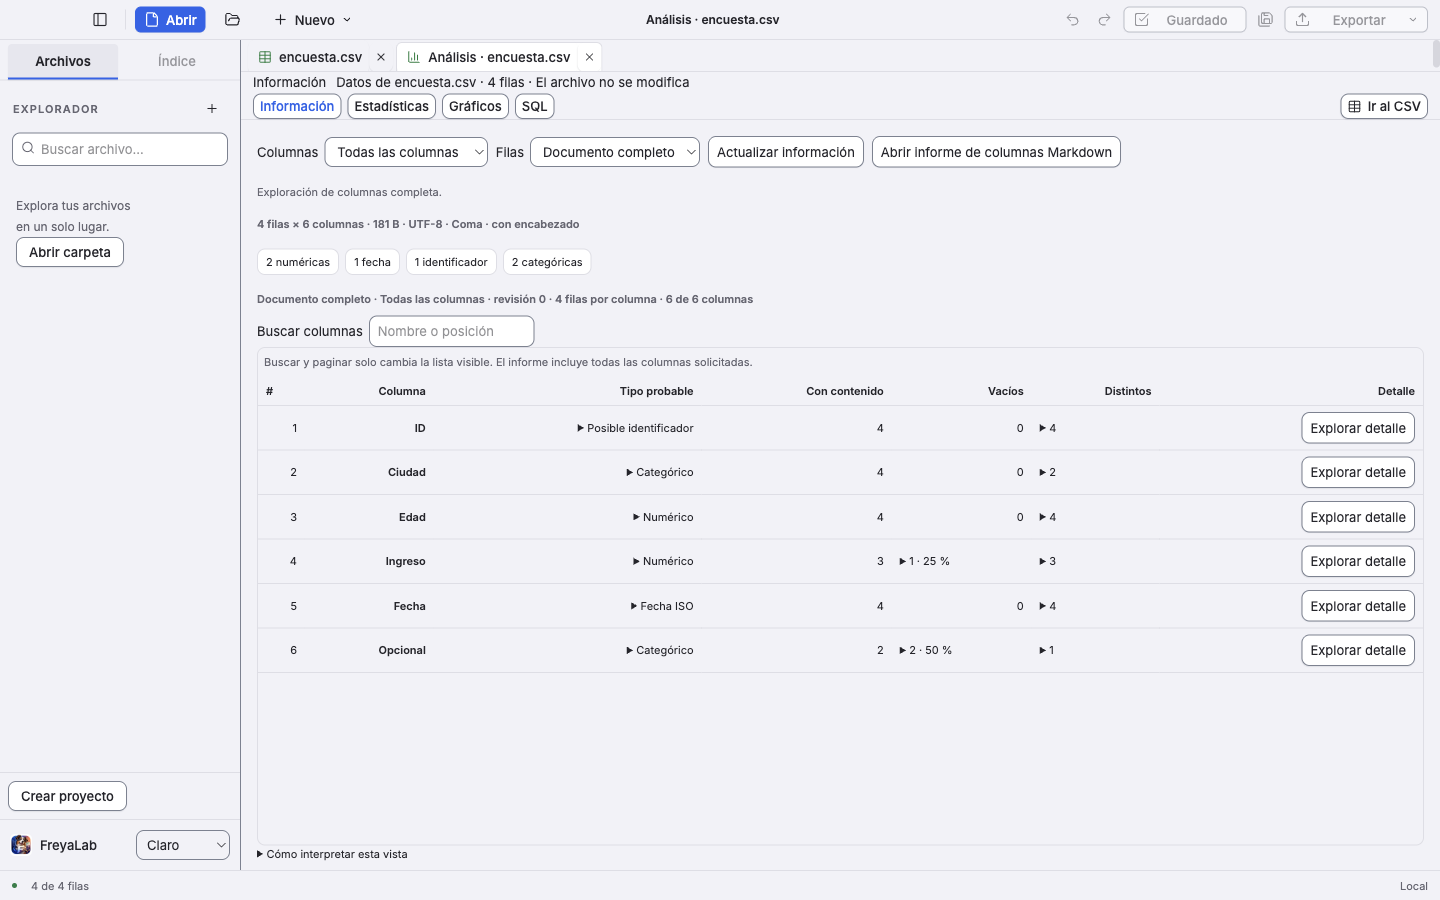 Abrir
Nuevo
Análisis · encuesta.csv
Guardado
Exportar
Archivos
Índice
EXPLORADOR
Buscar archivo...
Explora tus archivos
en un solo lugar.
Abrir carpeta
Crear proyecto
FreyaLab
Claro
encuesta.csv
Análisis · encuesta.csv
Información Datos de encuesta.csv · 4 filas · El archivo no se modifica
Información Estadísticas Gráficos SQL Ir al CSV
Columnas Todas las columnas Filas Documento completo Actualizar información Abrir informe de columnas Markdown
Exploración de columnas completa.
4 filas × 6 columnas · 181 B · UTF-8 · Coma · con encabezado
2 numéricas 1 fecha 1 identificador 2 categóricas
Documento completo · Todas las columnas · revisión 0 · 4 filas por columna · 6 de 6 columnas
Buscar columnas Nombre o posición
Buscar y paginar solo cambia la lista visible. El informe incluye todas las columnas solicitadas.
# Columna Tipo probable Con contenido Vacíos Distintos Detalle
1 ID Posible identificador 4 0 4 Explorar detalle
2 Ciudad Categórico 4 0 2 Explorar detalle
3 Edad Numérico 4 0 4 Explorar detalle
4 Ingreso Numérico 3 1 · 25 % 3 Explorar detalle
5 Fecha Fecha ISO 4 0 4 Explorar detalle
6 Opcional Categórico 2 2 · 50 % 1 Explorar detalle
Cómo interpretar esta vista
4 de 4 filas
Local